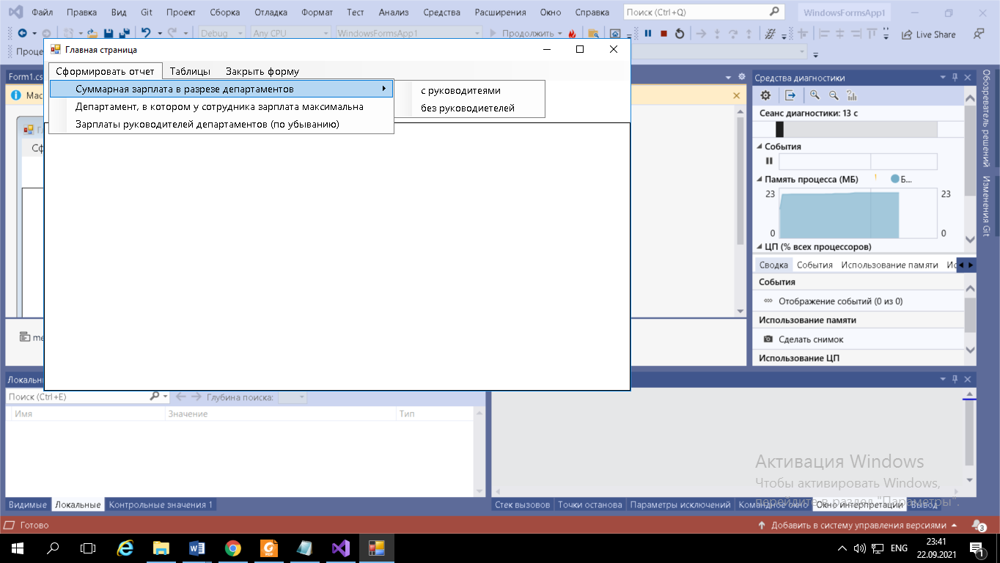 Файл Правка Вид Git Проект Сборка Отладка Формат Тест Анализ Средства Расширения Окно Справка Поиск (Ctrl+Q) WindowsFormsApp1
Debug Any CPU WindowsFormsApp1 Продолжить Live Share
Проце
Главная страница
Сформировать отчет Таблицы Закрыть форму
Суммарная зарплата в разрезе департаментов
Департамент, в котором у сотрудника зарплата максимальна
Зарплаты руководителей департаментов (по убыванию)
с руководитеями
без руководиетелей
Form1.cs
Мас
Сф
me
Средства диагностики
Сеанс диагностики: 13 с
События
Память процесса (МБ) Б...
23 23
0 0
ЦП (% всех процессоров)
Сводка События Использование памяти Ис
События
Отображение событий (0 из 0)
Использование памяти
Сделать снимок
Использование ЦП
Обозреватель решений
Изменения Git
Локальн
Поиск (Ctrl+E) Глубина поиска:
Имя Значение Тип
Видимые Локальные Контрольные значения 1
Стек вызовов Точки останова Параметры исключений Командное окно Окно интерпретации Вывод
Активация Windows
Чтобы активировать Windows,
перейдите в раздел "Параметры".
Готово Добавить в систему управления версиями 3
ENG 23:41
22.09.2021 1